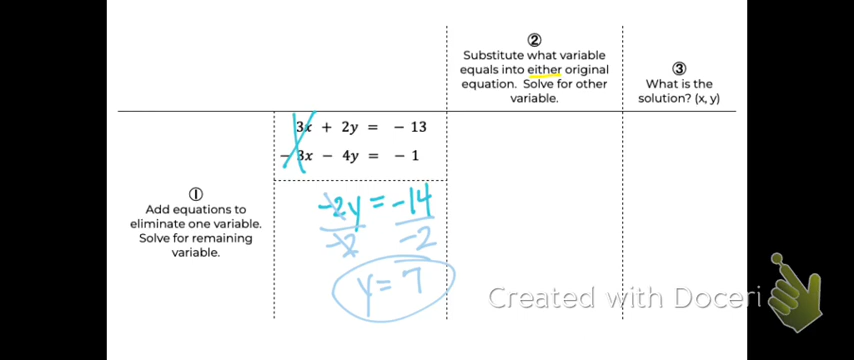 ②
Substitute what variable
equals into either original
equation. Solve for other
variable.
③
What is the
solution? (x, y)
3x + 2y = − 13
− 3x − 4y = − 1
①
Add equations to
eliminate one variable.
Solve for remaining
variable.
-2y = -14
-2 -2
y = 7
Created with Doceri